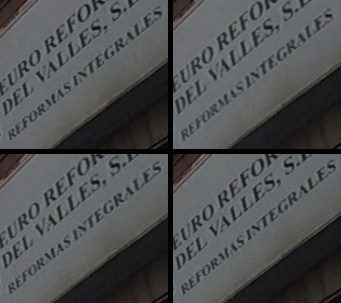 EURO REFOR
DEL VALLES, S.L
REFORMAS INTEGRALES
EURO REFOR
DEL VALLES, S.
REFORMAS INTEGRALES
EURO REFOR
DEL VALLES, S.L
REFORMAS INTEGRALES
EURO REFOR
DEL VALLES, S.
REFORMAS INTEGRALES